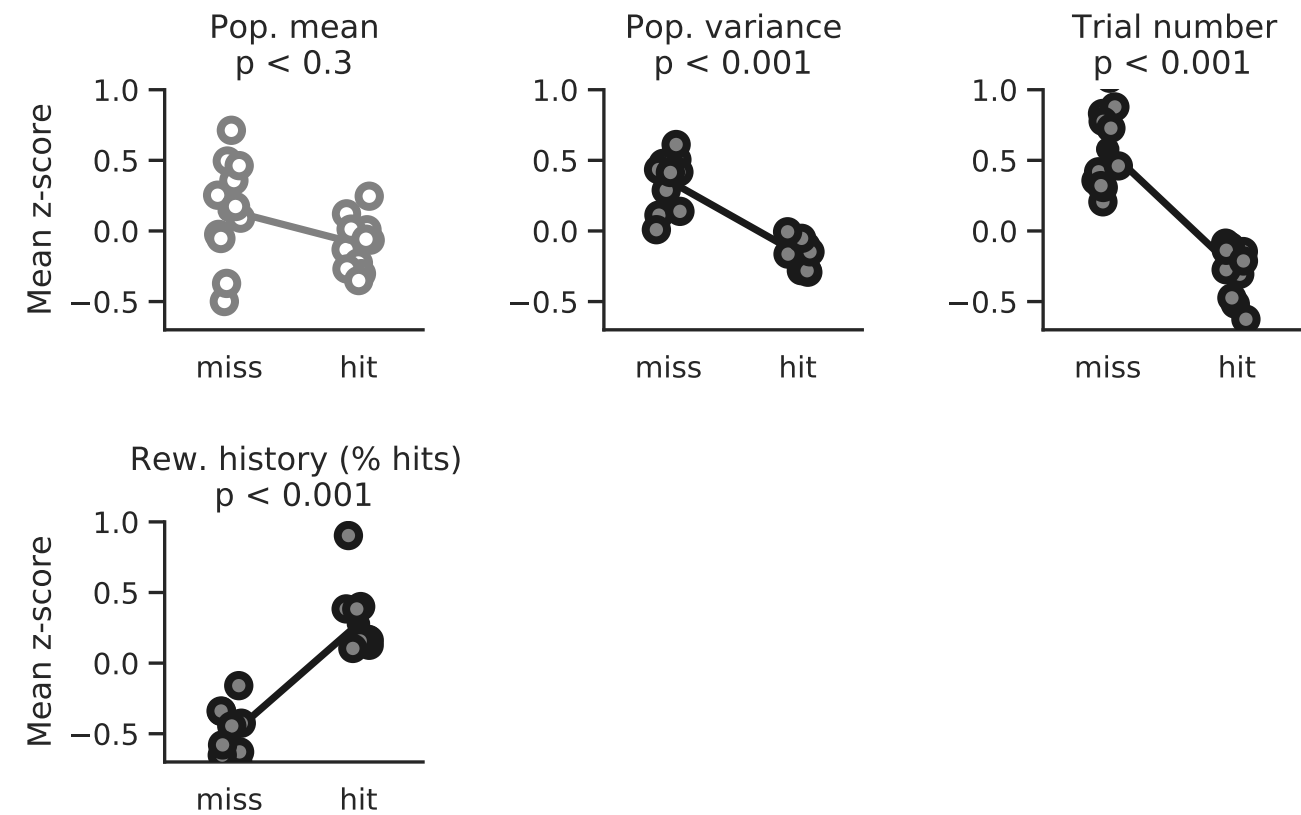 Pop. mean
p < 0.3
Pop. variance
p < 0.001
Trial number
p < 0.001
Mean z-score
1.0
0.5
0.0
−0.5
miss hit
1.0
0.5
0.0
−0.5
miss hit
1.0
0.5
0.0
−0.5
miss hit
Rew. history (% hits)
p < 0.001
Mean z-score
1.0
0.5
0.0
−0.5
miss hit